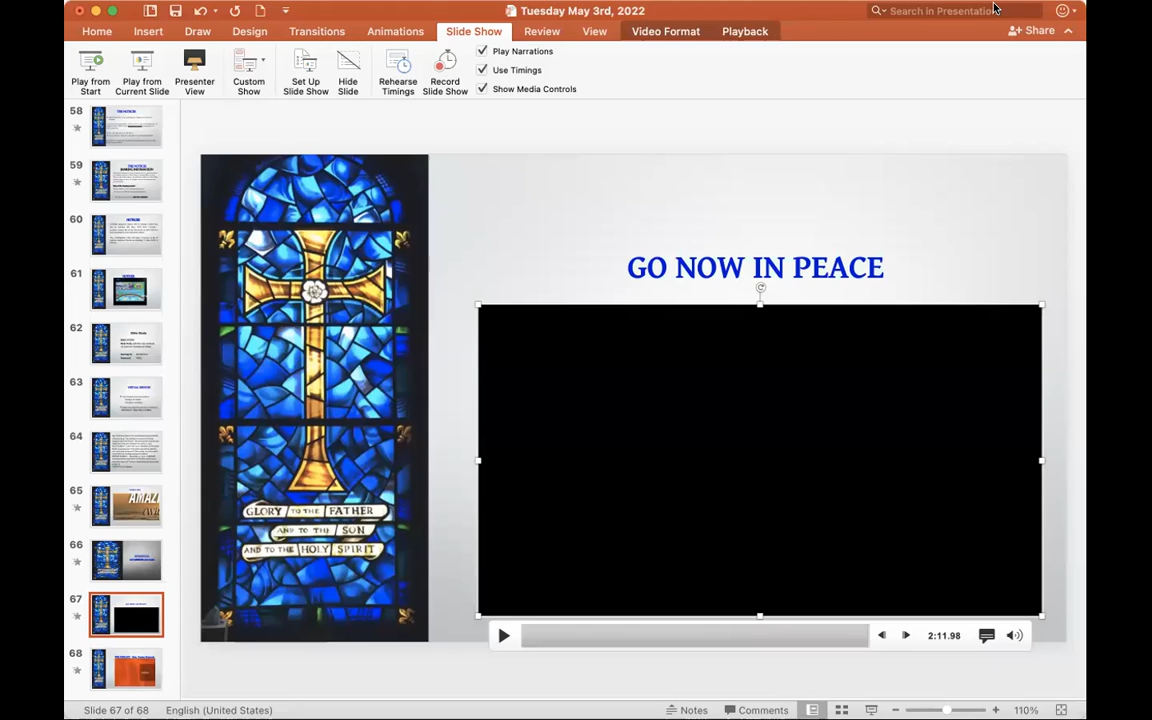 Tuesday May 3rd, 2022
Search in Presentation
Home Insert Draw Design Transitions Animations Slide Show Review View Video Format Playback
Share
Play from Start
Play from Current Slide
Presenter View
Custom Show
Set Up Slide Show
Hide Slide
Rehearse Timings
Record Slide Show
Play Narrations
Use Timings
Show Media Controls
58
59
60
61
62
63
64
65
66
67
68
GO NOW IN PEACE
GLORY TO THE FATHER
AND TO THE SON
AND TO THE HOLY SPIRIT
2:11.98
Slide 67 of 68
English (United States)
Notes
Comments
110%